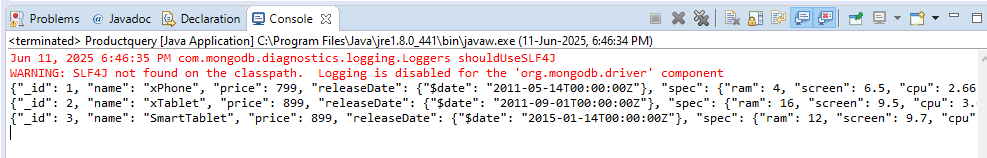 Problems @ Javadoc Declaration Console
<terminated> Productquery [Java Application] C:\Program Files\Java\jre1.8.0_441\bin\javaw.exe (11-Jun-2025, 6:46:34 PM)
Jun 11, 2025 6:46:35 PM com.mongodb.diagnostics.logging.Loggers shouldUseSLF4J
WARNING: SLF4J not found on the classpath.  Logging is disabled for the 'org.mongodb.driver' component
{"_id": 1, "name": "xPhone", "price": 799, "releaseDate": {"$date": "2011-05-14T00:00:00Z"}, "spec": {"ram": 4, "screen": 6.5, "cpu": 2.66
{"_id": 2, "name": "xTablet", "price": 899, "releaseDate": {"$date": "2011-09-01T00:00:00Z"}, "spec": {"ram": 16, "screen": 9.5, "cpu": 3.
{"_id": 3, "name": "SmartTablet", "price": 899, "releaseDate": {"$date": "2015-01-14T00:00:00Z"}, "spec": {"ram": 12, "screen": 9.7, "cpu"